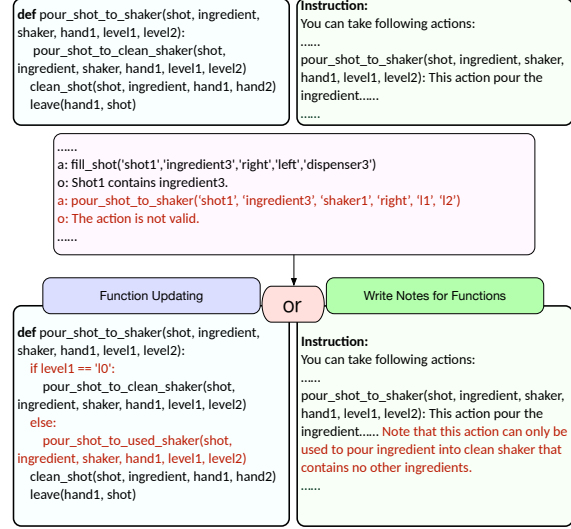 def pour_shot_to_shaker(shot, ingredient,
shaker, hand1, level1, level2):
pour_shot_to_clean_shaker(shot,
ingredient, shaker, hand1, level1, level2)
clean_shot(shot, ingredient, hand1, hand2)
leave(hand1, shot)
Instruction:
You can take following actions:
......
pour_shot_to_shaker(shot, ingredient, shaker,
hand1, level1, level2): This action pour the
ingredient......
......
......
a: fill_shot('shot1','ingredient3','right','left','dispenser3')
o: Shot1 contains ingredient3.
a: pour_shot_to_shaker('shot1', 'ingredient3', 'shaker1', 'right', 'l1', 'l2')
o: The action is not valid.
......
Function Updating
or
Write Notes for Functions
def pour_shot_to_shaker(shot, ingredient,
shaker, hand1, level1, level2):
if level1 == 'l0':
pour_shot_to_clean_shaker(shot,
ingredient, shaker, hand1, level1, level2)
else:
pour_shot_to_used_shaker(shot,
ingredient, shaker, hand1, level1, level2)
clean_shot(shot, ingredient, hand1, hand2)
leave(hand1, shot)
Instruction:
You can take following actions:
......
pour_shot_to_shaker(shot, ingredient, shaker,
hand1, level1, level2): This action pour the
ingredient...... Note that this action can only be
used to pour ingredient into clean shaker that
contains no other ingredients.
......